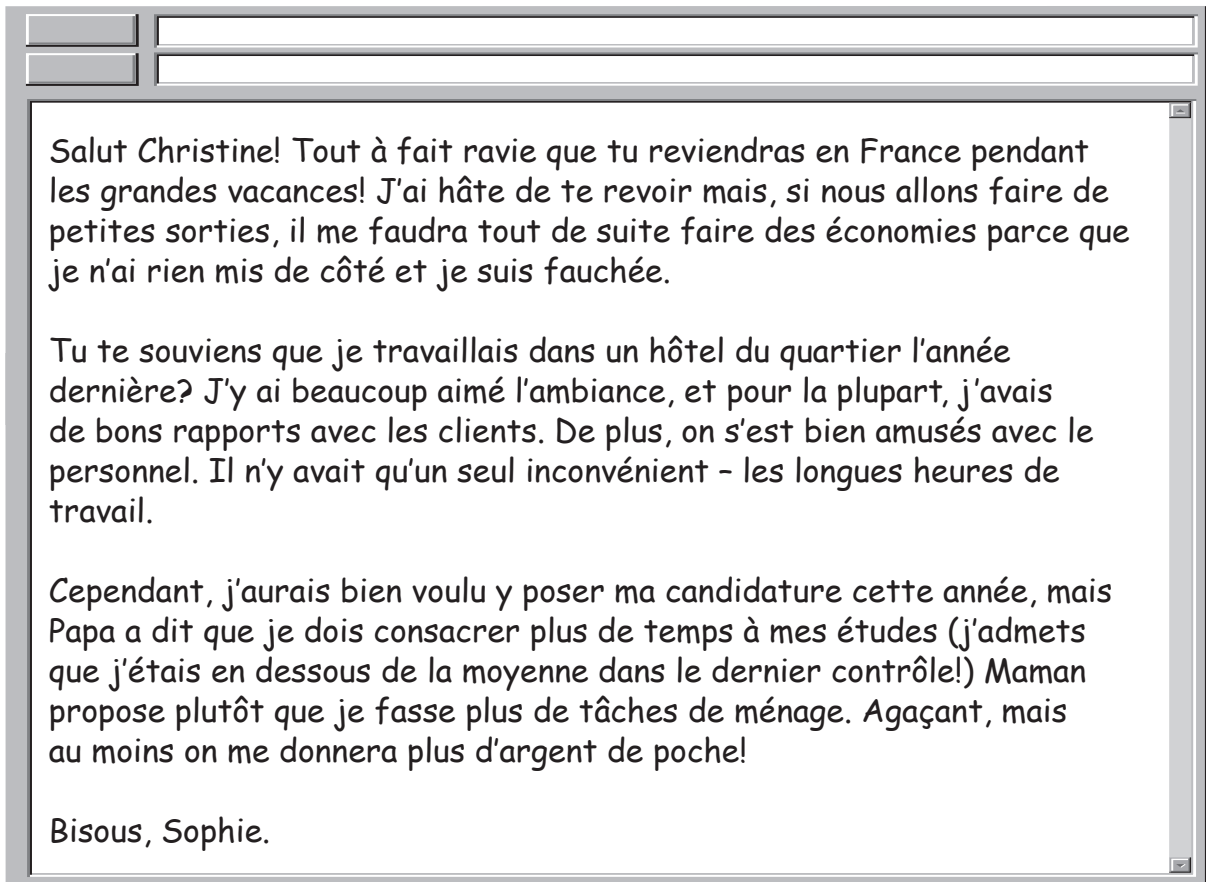 Salut Christine! Tout à fait ravie que tu reviendras en France pendant
les grandes vacances! J'ai hâte de te revoir mais, si nous allons faire de
petites sorties, il me faudra tout de suite faire des économies parce que
je n'ai rien mis de côté et je suis fauchée.
Tu te souviens que je travaillais dans un hôtel du quartier l'année
dernière? J'y ai beaucoup aimé l'ambiance, et pour la plupart, j'avais
de bons rapports avec les clients. De plus, on s'est bien amusés avec le
personnel. Il n'y avait qu'un seul inconvénient – les longues heures de
travail.
Cependant, j'aurais bien voulu y poser ma candidature cette année, mais
Papa a dit que je dois consacrer plus de temps à mes études (j'admets
que j'étais en dessous de la moyenne dans le dernier contrôle!) Maman
propose plutôt que je fasse plus de tâches de ménage. Agaçant, mais
au moins on me donnera plus d'argent de poche!
Bisous, Sophie.